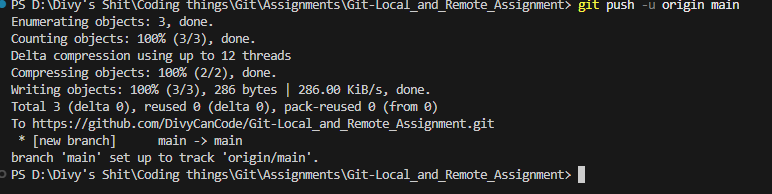 PS D:\Divy's Shit\Coding things\Git\Assignments\Git-Local_and_Remote_Assignment> git push -u origin main
Enumerating objects: 3, done.
Counting objects: 100% (3/3), done.
Delta compression using up to 12 threads
Compressing objects: 100% (2/2), done.
Writing objects: 100% (3/3), 286 bytes | 286.00 KiB/s, done.
Total 3 (delta 0), reused 0 (delta 0), pack-reused 0 (from 0)
To https://github.com/DivyCanCode/Git-Local_and_Remote_Assignment.git
 * [new branch]      main -> main
branch 'main' set up to track 'origin/main'.
PS D:\Divy's Shit\Coding things\Git\Assignments\Git-Local_and_Remote_Assignment>